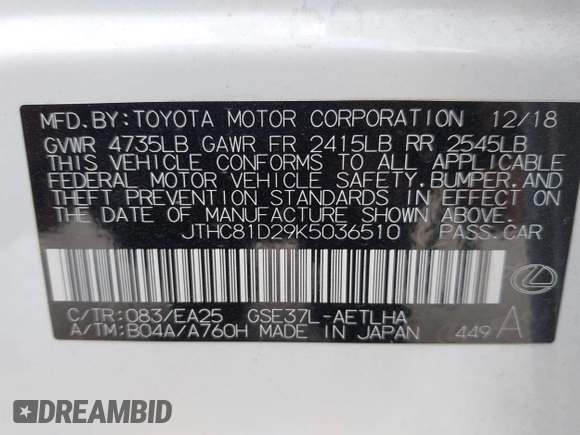 MFD.BY:TOYOTA MOTOR CORPORATION 12/18
GVWR 4735LB GAWR FR 2415LB RR 2545LB
THIS VEHICLE CONFORMS TO ALL APPLICABLE
FEDERAL MOTOR VEHICLE SAFETY,BUMPER,AND
THEFT PREVENTION STANDARDS IN EFFECT ON
THE DATE OF MANUFACTURE SHOWN ABOVE.
JTHC81D29K5036510 PASS.CAR
C/TR:083/EA25 GSE37L-AETLHA
A/TM:B04A/A760H MADE IN JAPAN 449 A
DREAMBID